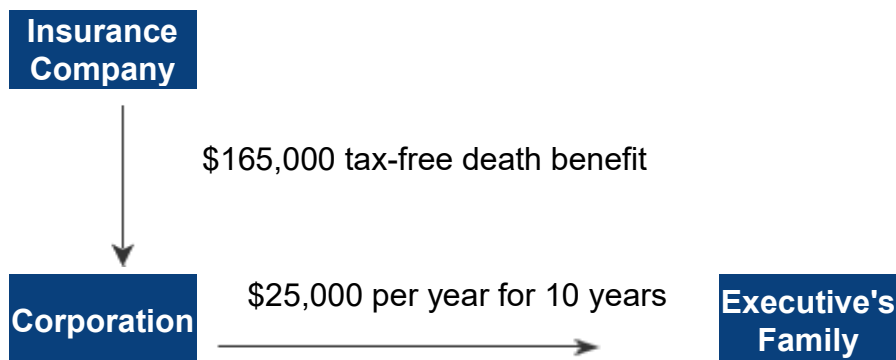 Insurance
Company
$165,000 tax-free death benefit
$25,000 per year for 10 years
Corporation
Executive's
Family